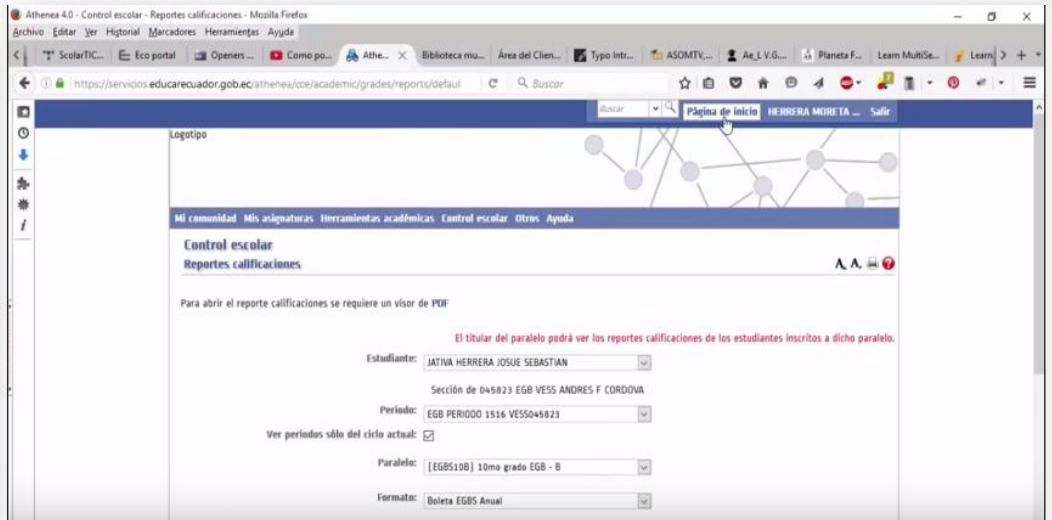 Athenea 4.0 - Control escolar - Reportes calificaciones - Mozilla Firefox
Archivo Editar Ver Historial Marcadores Herramientas Ayuda
"T" ScolarTIC... Eco portal Openers ... Como po... Athe... Biblioteca mu... Área del Clien... Typo Intr... ASOMTV,... Ae_L V.G.... Planeta F... Learn MultiSe... Learn
https://servicios.educarecuador.gob.ec/athenea/cce/academic/grades/reports/defaul Buscar
Buscar Página de inicio HERRERA MORETA ... Salir
Logotipo
Mi comunidad Mis asignaturas Herramientas académicas Control escolar Otros Ayuda
Control escolar
Reportes calificaciones
A, A,
Para abrir el reporte calificaciones se requiere un visor de PDF
El titular del paralelo podrá ver los reportes calificaciones de los estudiantes inscritos a dicho paralelo.
Estudiante: JATIVA HERRERA JOSUE SEBASTIAN
Sección de 045823 EGB VESS ANDRES F CORDOVA
Periodo: EGB PERIODO 1516 VESS045823
Ver periodos sólo del ciclo actual:
Paralelo: [EGBS10B] 10mo grado EGB - B
Formato: Boleta EGBS Anual